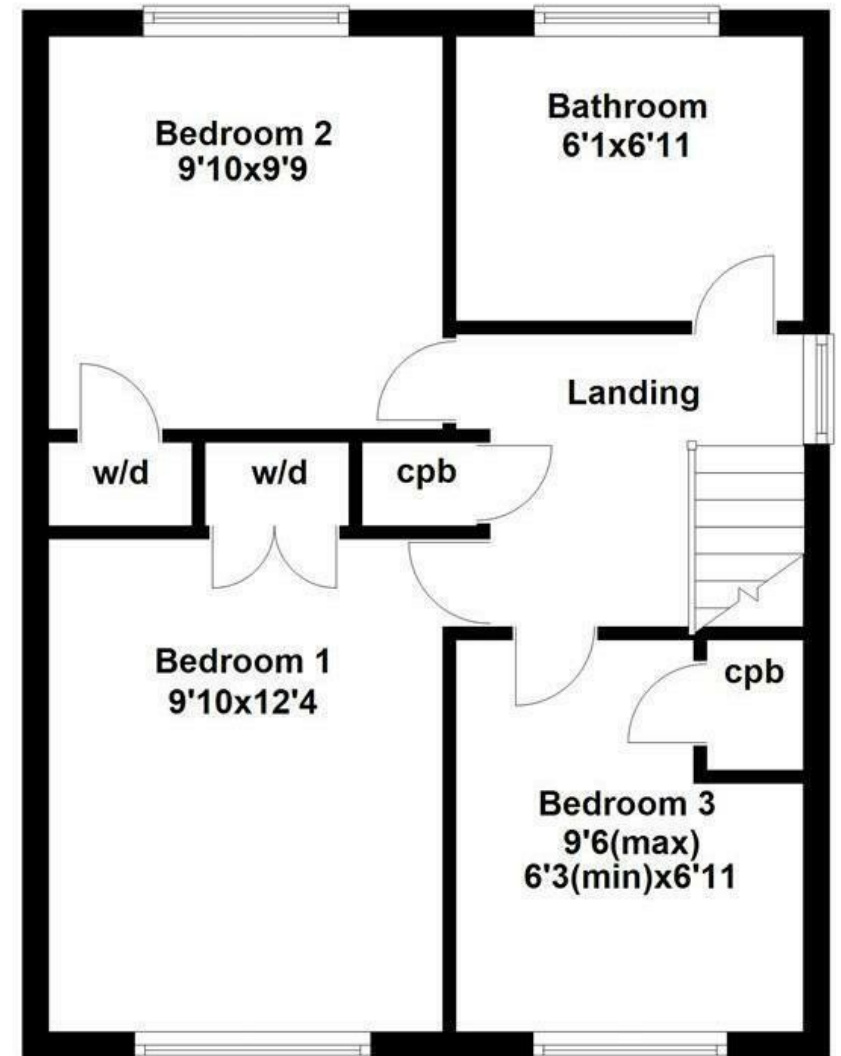 Bedroom 2
9'10x9'9
Bathroom
6'1x6'11
Landing
w/d
w/d
cpb
Bedroom 1
9'10x12'4
cpb
Bedroom 3
9'6(max)
6'3(min)x6'11